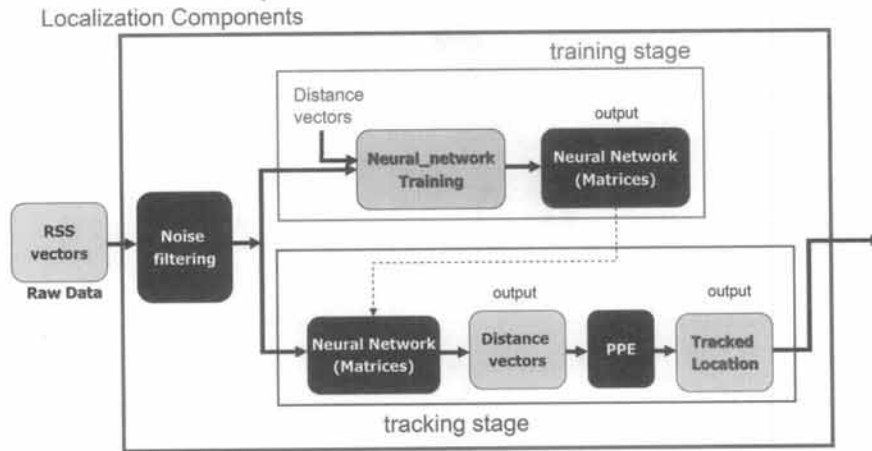 Localization Components
training stage
Distance
vectors
output
Neural_network
Training
Neural Network
(Matrices)
RSS
vectors
Raw Data
Noise
filtering
output
output
Neural Network
(Matrices)
Distance
vectors
PPE
Tracked
Location
tracking stage